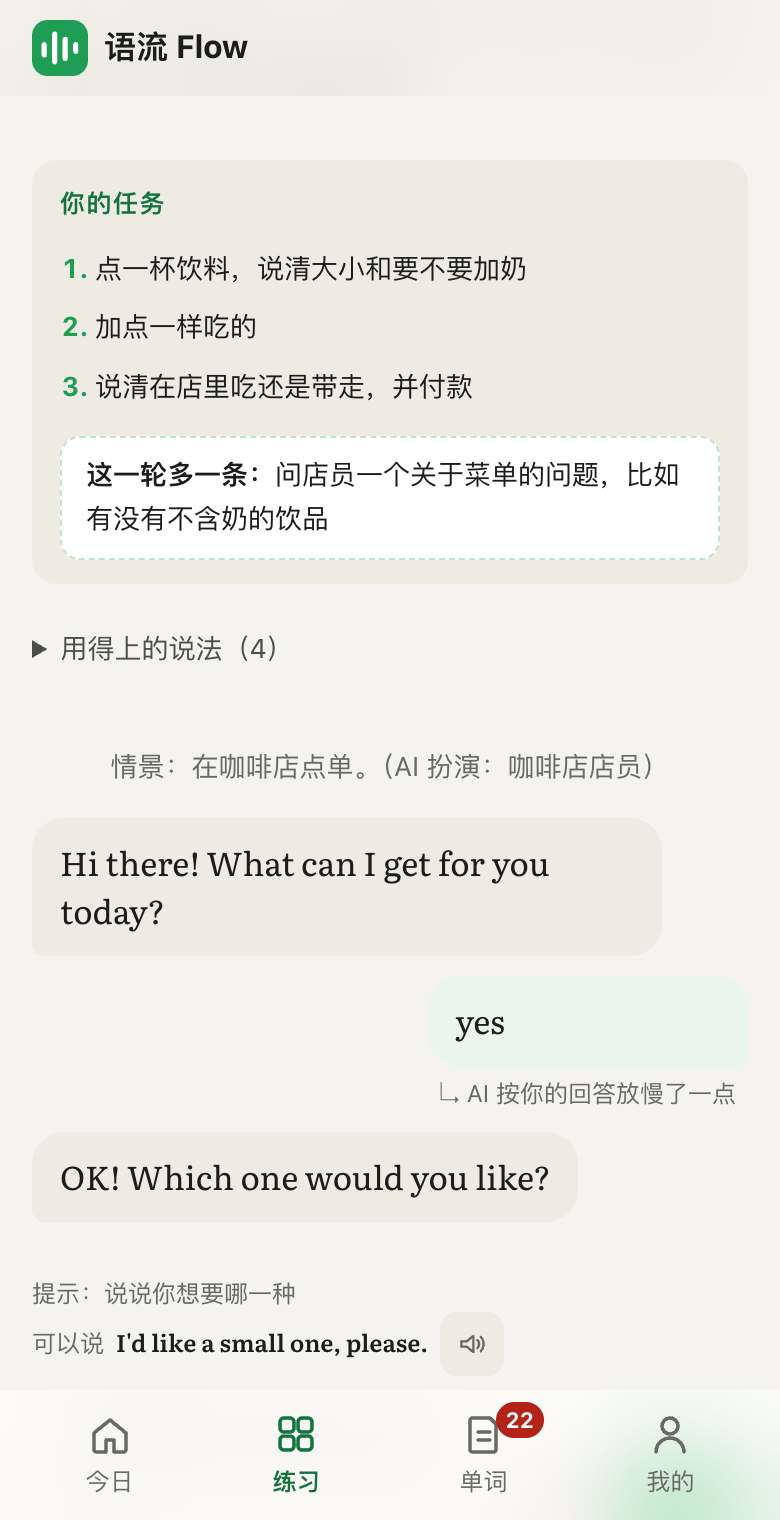 语流 Flow
你的任务
1. 点一杯饮料，说清大小和要不要加奶
2. 加点一样吃的
3. 说清在店里吃还是带走，并付款
这一轮多一条：问店员一个关于菜单的问题，比如
有没有不含奶的饮品
▶ 用得上的说法（4）
情景：在咖啡店点单。（AI 扮演：咖啡店店员）
Hi there! What can I get for you
today?
yes
AI 按你的回答放慢了一点
OK! Which one would you like?
提示：说说你想要哪一种
可以说 I'd like a small one, please.
22
今日 练习 单词 我的